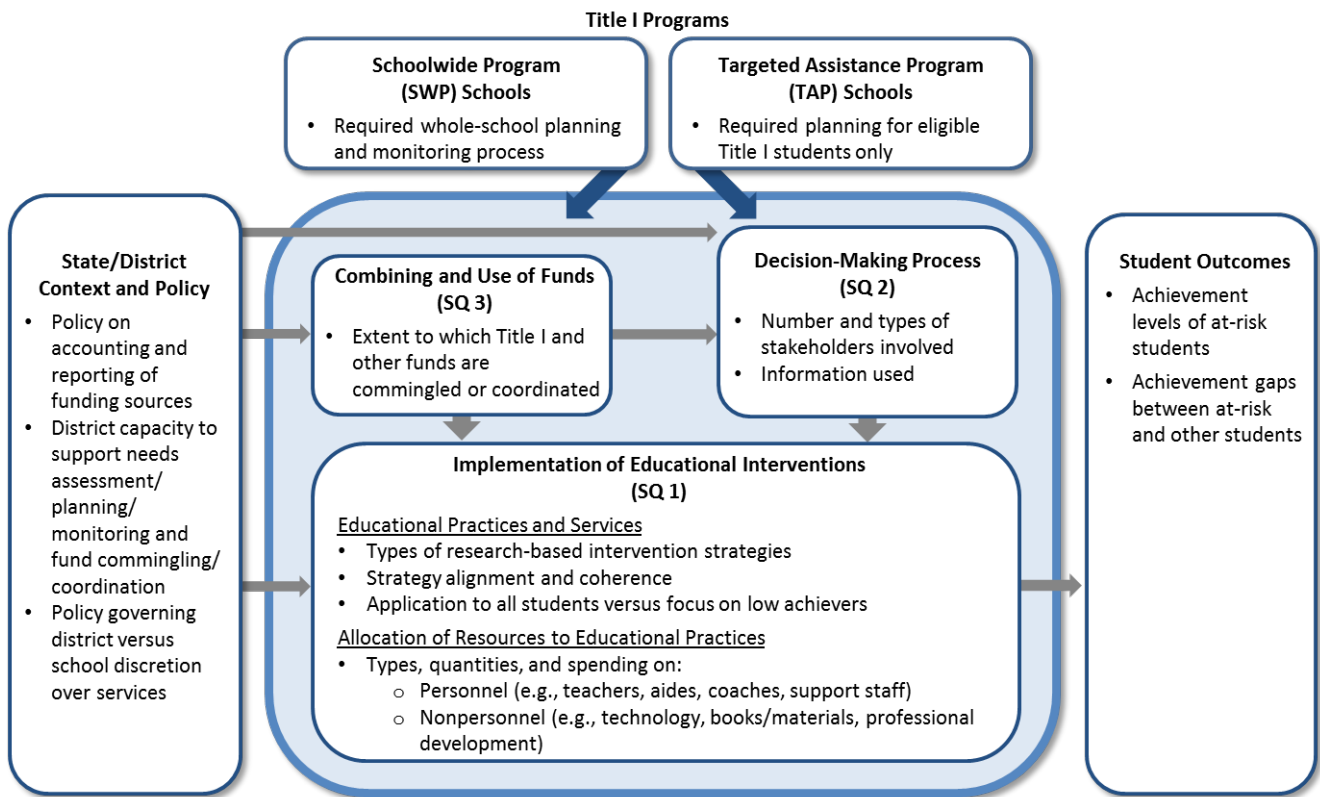 Title I Programs
Schoolwide Program
(SWP) Schools
• Required whole-school planning
and monitoring process
Targeted Assistance Program
(TAP) Schools
• Required planning for eligible
Title I students only
State/District
Context and Policy
• Policy on
accounting and
reporting of
funding sources
• District capacity to
support needs
assessment/
planning/
monitoring and
fund commingling/
coordination
• Policy governing
district versus
school discretion
over services
Combining and Use of Funds
(SQ 3)
• Extent to which Title I and
other funds are
commingled or coordinated
Decision-Making Process
(SQ 2)
• Number and types of
stakeholders involved
• Information used
Implementation of Educational Interventions
(SQ 1)
Educational Practices and Services
• Types of research-based intervention strategies
• Strategy alignment and coherence
• Application to all students versus focus on low achievers
Allocation of Resources to Educational Practices
• Types, quantities, and spending on:
o Personnel (e.g., teachers, aides, coaches, support staff)
o Nonpersonnel (e.g., technology, books/materials, professional
development)
Student Outcomes
• Achievement
levels of at-risk
students
• Achievement gaps
between at-risk
and other students